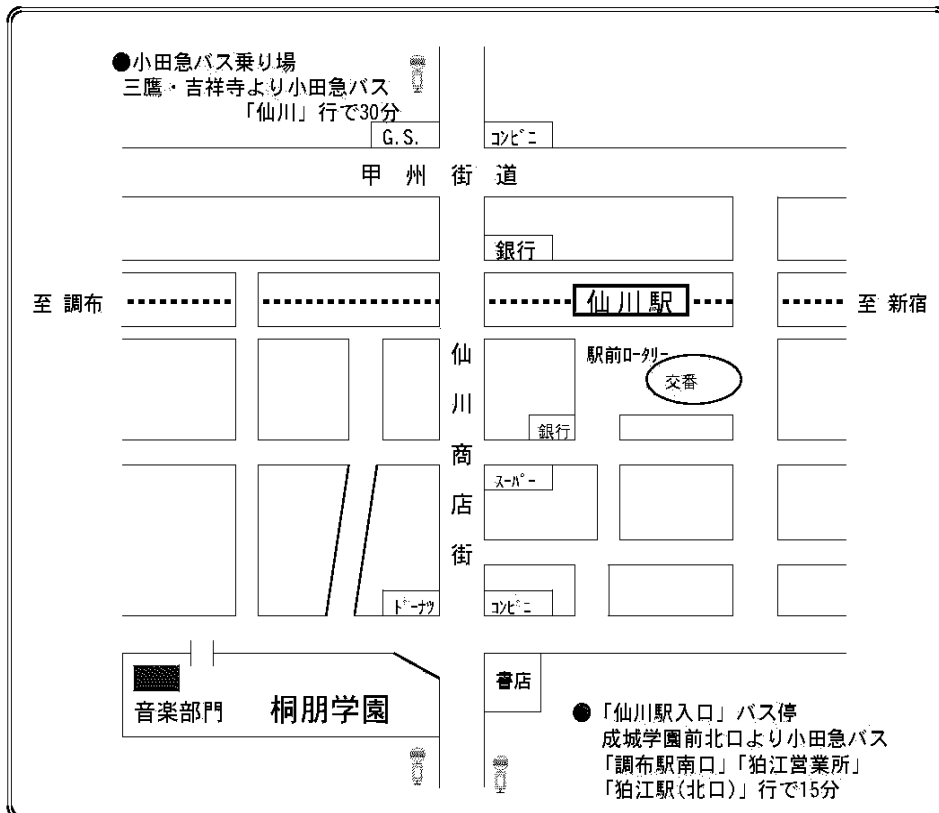 ●小田急バス乗り場
三鷹・吉祥寺より小田急バス
「仙川」行で30分
G.S.
コンビニ
甲州街道
銀行
至 調布
仙川駅
至 新宿
仙川商店街
駅前ロータリー
交番
銀行
スーパー
ドーナツ
コンビニ
音楽部門
桐朋学園
書店
●「仙川駅入口」バス停
成城学園前北口より小田急バス
「調布駅南口」「狛江営業所」
「狛江駅(北口)」行で15分